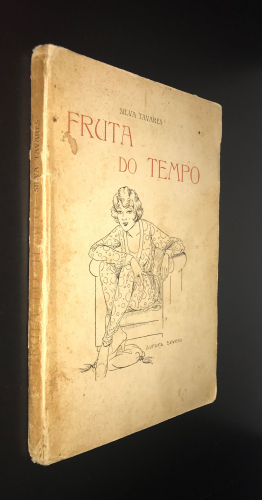 SILVA TAVARES
FRUTA
DO TEMPO
SILVA TAVARES